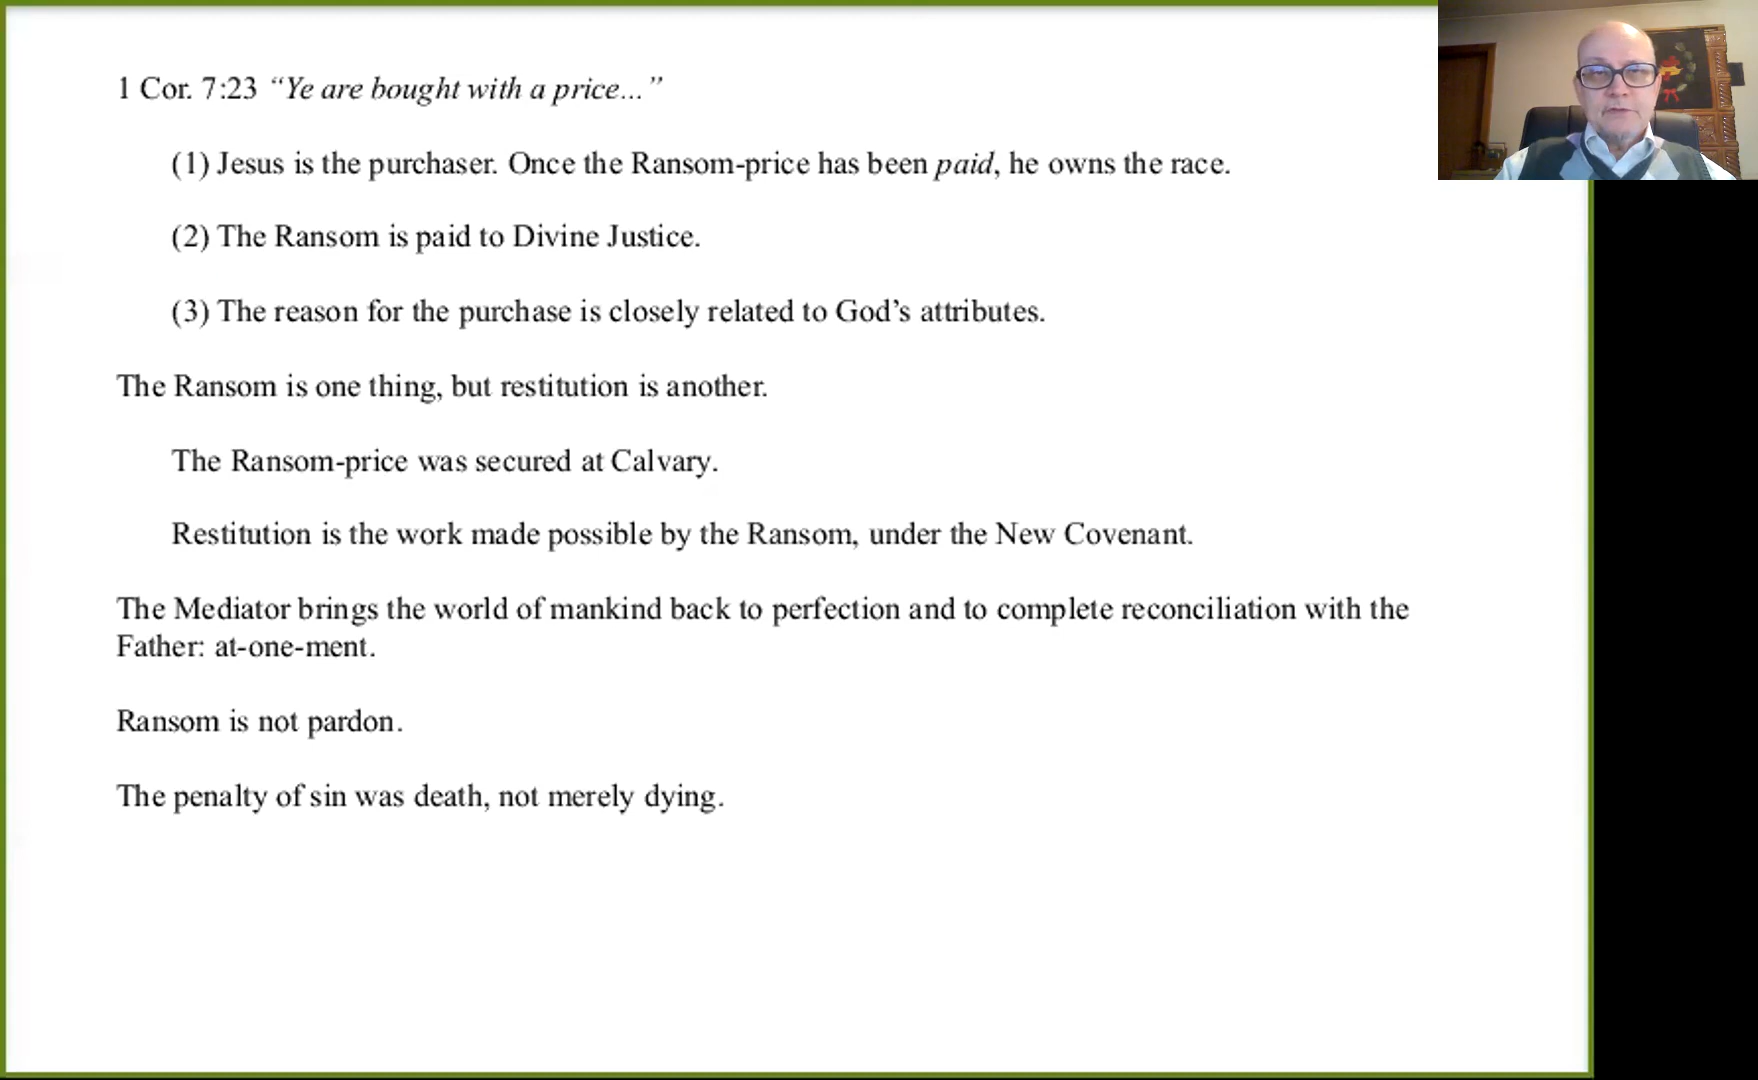 1 Cor. 7:23 “Ye are bought with a price...”
(1) Jesus is the purchaser. Once the Ransom-price has been paid, he owns the race.
(2) The Ransom is paid to Divine Justice.
(3) The reason for the purchase is closely related to God’s attributes.
The Ransom is one thing, but restitution is another.
The Ransom-price was secured at Calvary.
Restitution is the work made possible by the Ransom, under the New Covenant.
The Mediator brings the world of mankind back to perfection and to complete reconciliation with the
Father: at-one-ment.
Ransom is not pardon.
The penalty of sin was death, not merely dying.